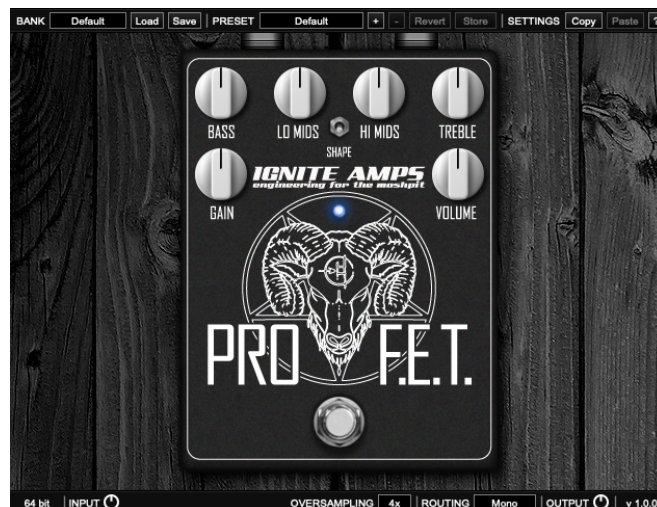 BANK Default Load Save PRESET Default + - Revert Store SETTINGS Copy Paste ?
BASS LO MIDS HI MIDS TREBLE
SHAPE
IGNITE AMPS
engineering for the moshpit
GAIN VOLUME
PRO F.E.T.
64 bit INPUT OVERSAMPLING 4x ROUTING Mono OUTPUT v 1.0.0